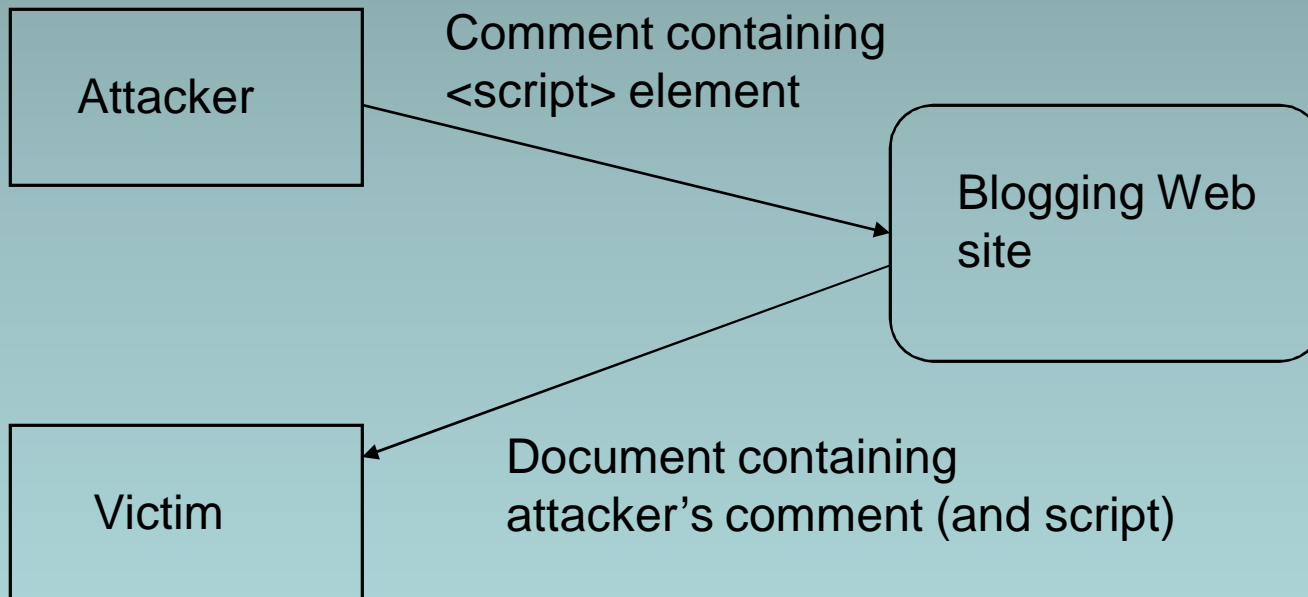 Attacker
Comment containing
<script> element
Blogging Web
site
Victim
Document containing
attacker’s comment (and script)